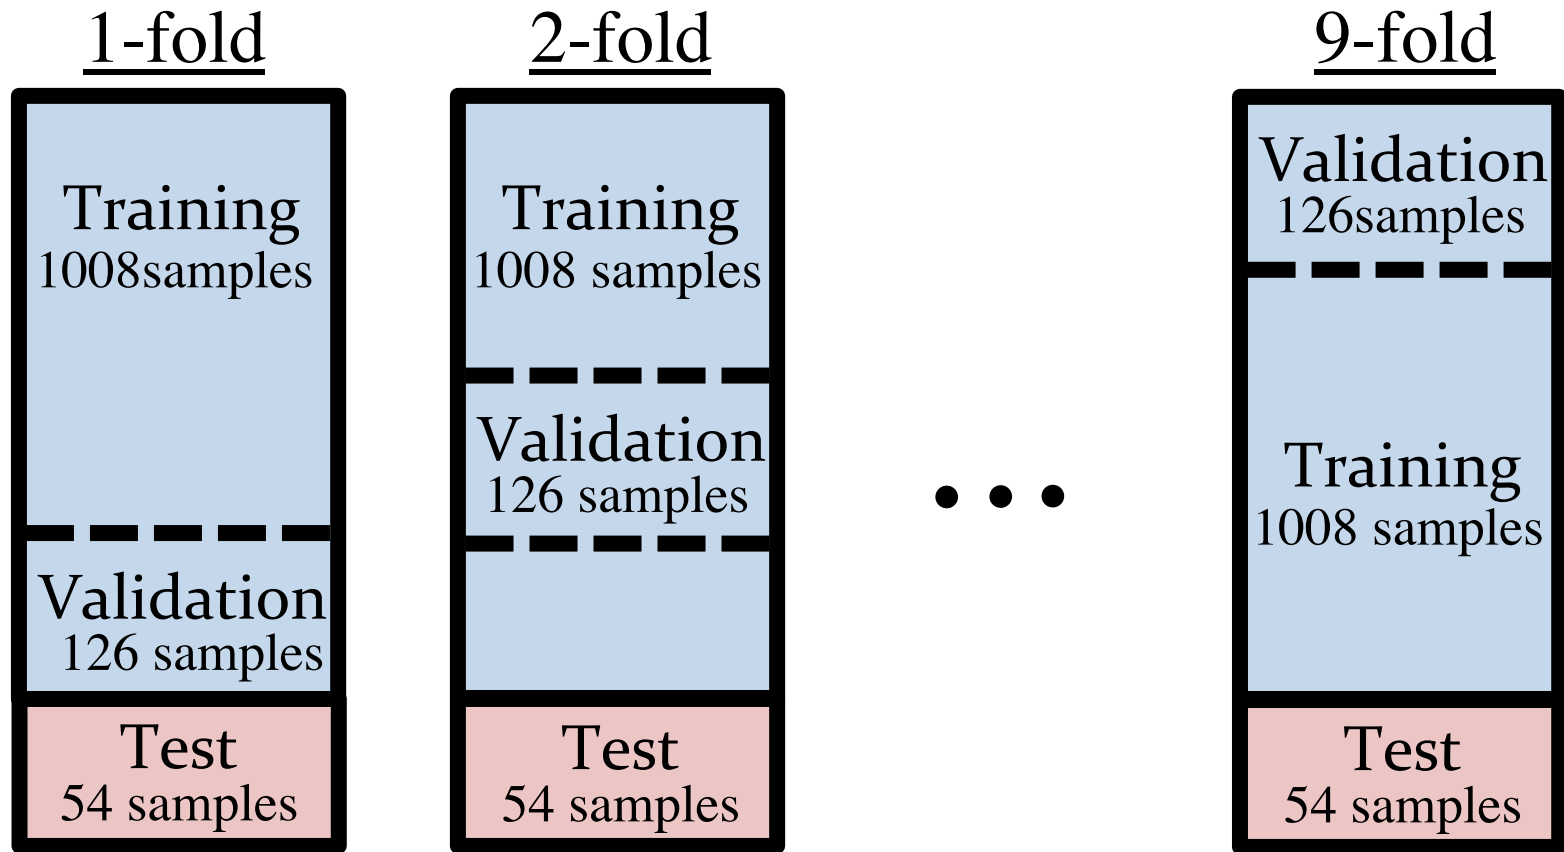 1-fold
Training
1008samples
Validation
126 samples
Test
54 samples
2-fold
Training
1008 samples
Validation
126 samples
Test
54 samples
9-fold
Validation
126samples
Training
1008 samples
Test
54 samples